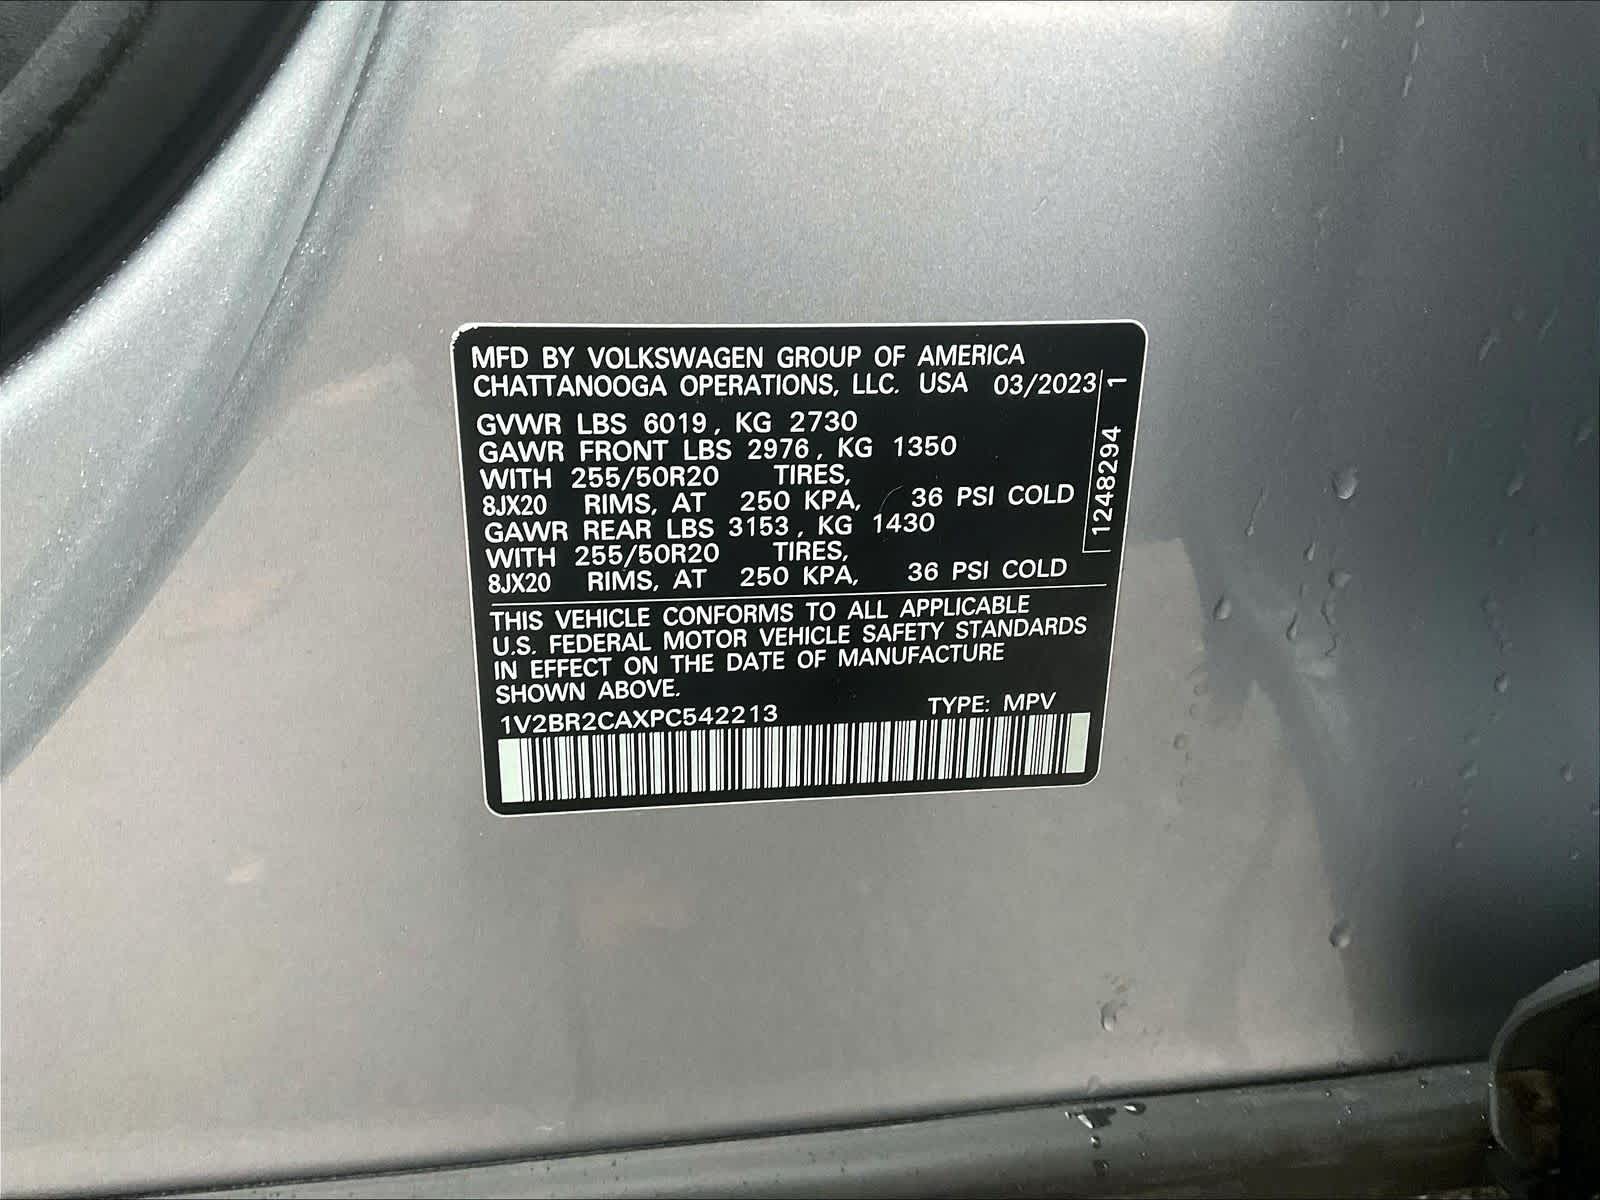 MFD BY VOLKSWAGEN GROUP OF AMERICA
CHATTANOOGA OPERATIONS, LLC. USA 03/2023
GVWR LBS 6019, KG 2730
GAWR FRONT LBS 2976, KG 1350
WITH 255/50R20 TIRES,
8JX20 RIMS, AT 250 KPA, 36 PSI COLD
GAWR REAR LBS 3153, KG 1430
WITH 255/50R20 TIRES,
8JX20 RIMS, AT 250 KPA, 36 PSI COLD
THIS VEHICLE CONFORMS TO ALL APPLICABLE
U.S. FEDERAL MOTOR VEHICLE SAFETY STANDARDS
IN EFFECT ON THE DATE OF MANUFACTURE
SHOWN ABOVE.
1V2BR2CAXPC542213 TYPE: MPV
1248294 1